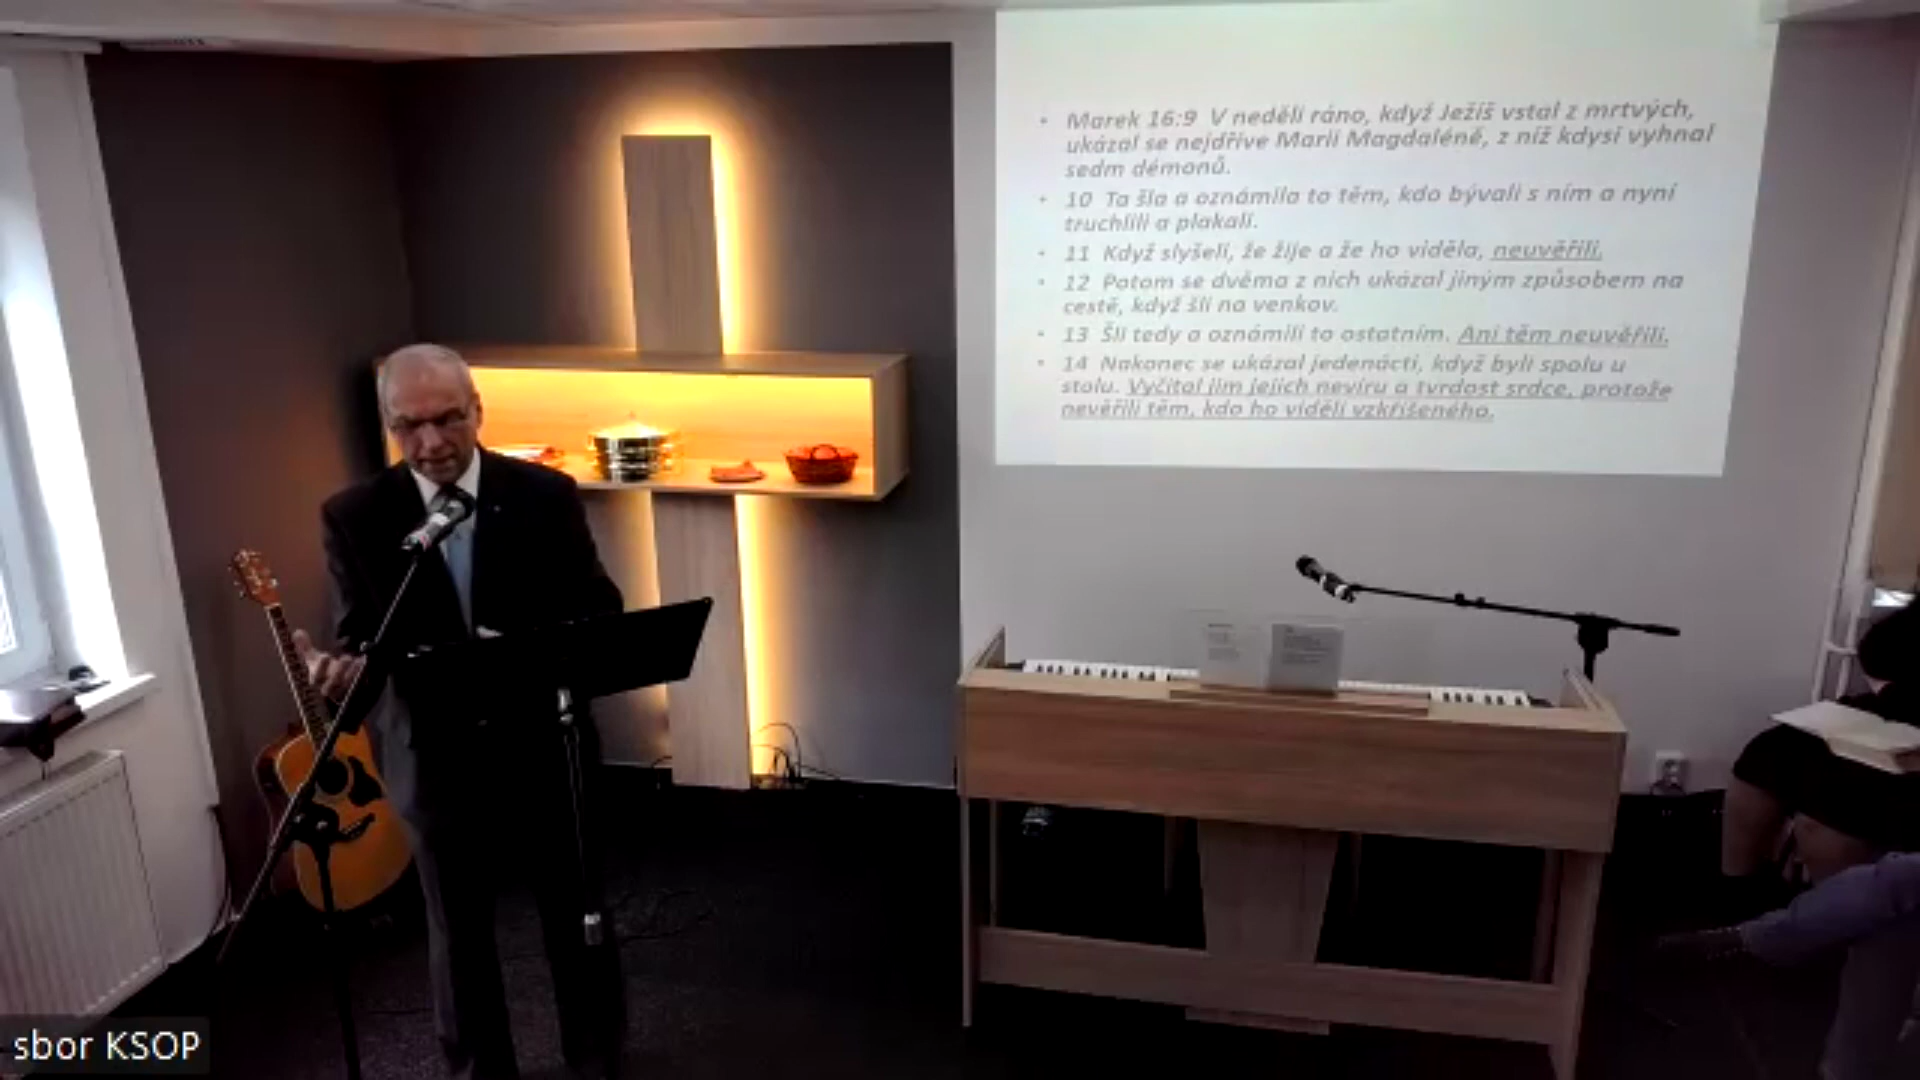 • Marek 16:9 V neděli ráno, když Ježíš vstal z mrtvých,
ukázal se nejdříve Marii Magdaléně, z níž kdysi vyhnal
sedm démonů.
• 10 Ta šla a oznámila to těm, kdo bývali s ním a nyní
truchlili a plakali.
• 11 Když slyšeli, že žije a že ho viděla, neuvěřili.
• 12 Potom se dvěma z nich ukázal jiným způsobem na
cestě, když šli na venkov.
• 13 Šli tedy a oznámili to ostatním. Ani těm neuvěřili.
• 14 Nakonec se ukázal jedenácti, když byli spolu u
stolu. Vyčítal jim jejich nevíru a tvrdost srdce, protože
nevěřili těm, kdo ho viděli vzkříšeného.
sbor KSOP